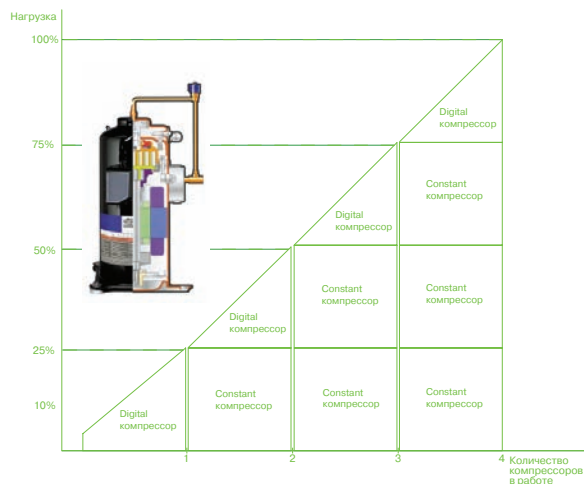 Нагрузка
100%
Digital
компрессор
75%
Constant
компрессор
Digital
компрессор
50%
Constant
компрессор
Constant
компрессор
Digital
компрессор
25%
Constant
компрессор
Constant
компрессор
Constant
компрессор
10%
Digital
компрессор
1
2
3
4
Количество
компрессоров
в работе